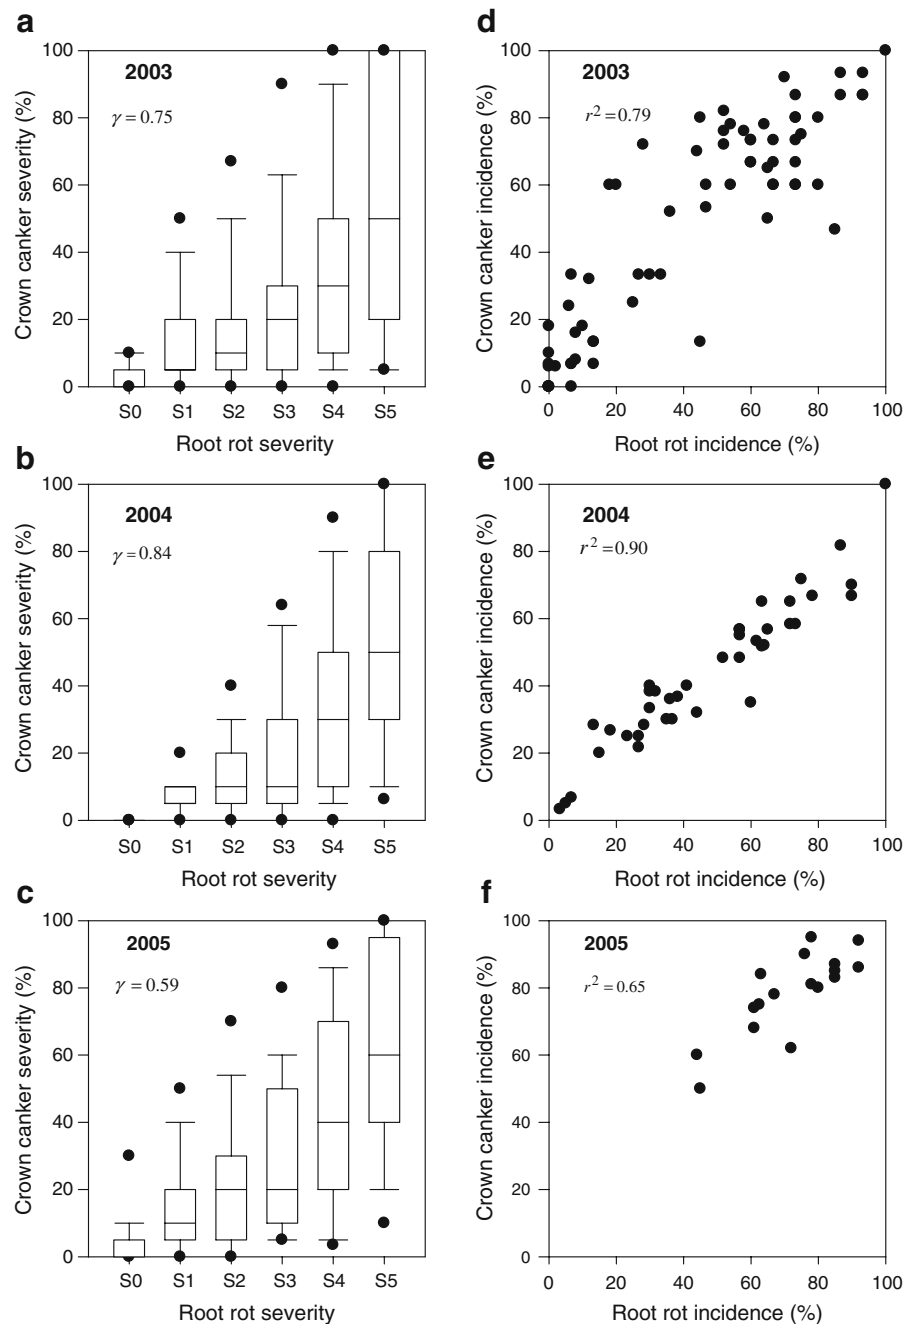 a
2003
γ = 0.75
Crown canker severity (%)
100
80
60
40
20
0
S0 S1 S2 S3 S4 S5
Root rot severity
d
2003
r² = 0.79
Crown canker incidence (%)
100
80
60
40
20
0
0 20 40 60 80 100
Root rot incidence (%)
b
2004
γ = 0.84
Crown canker severity (%)
100
80
60
40
20
0
S0 S1 S2 S3 S4 S5
Root rot severity
e
2004
r² = 0.90
Crown canker incidence (%)
100
80
60
40
20
0
0 20 40 60 80 100
Root rot incidence (%)
c
2005
γ = 0.59
Crown canker severity (%)
100
80
60
40
20
0
S0 S1 S2 S3 S4 S5
Root rot severity
f
2005
r² = 0.65
Crown canker incidence (%)
100
80
60
40
20
0
0 20 40 60 80 100
Root rot incidence (%)